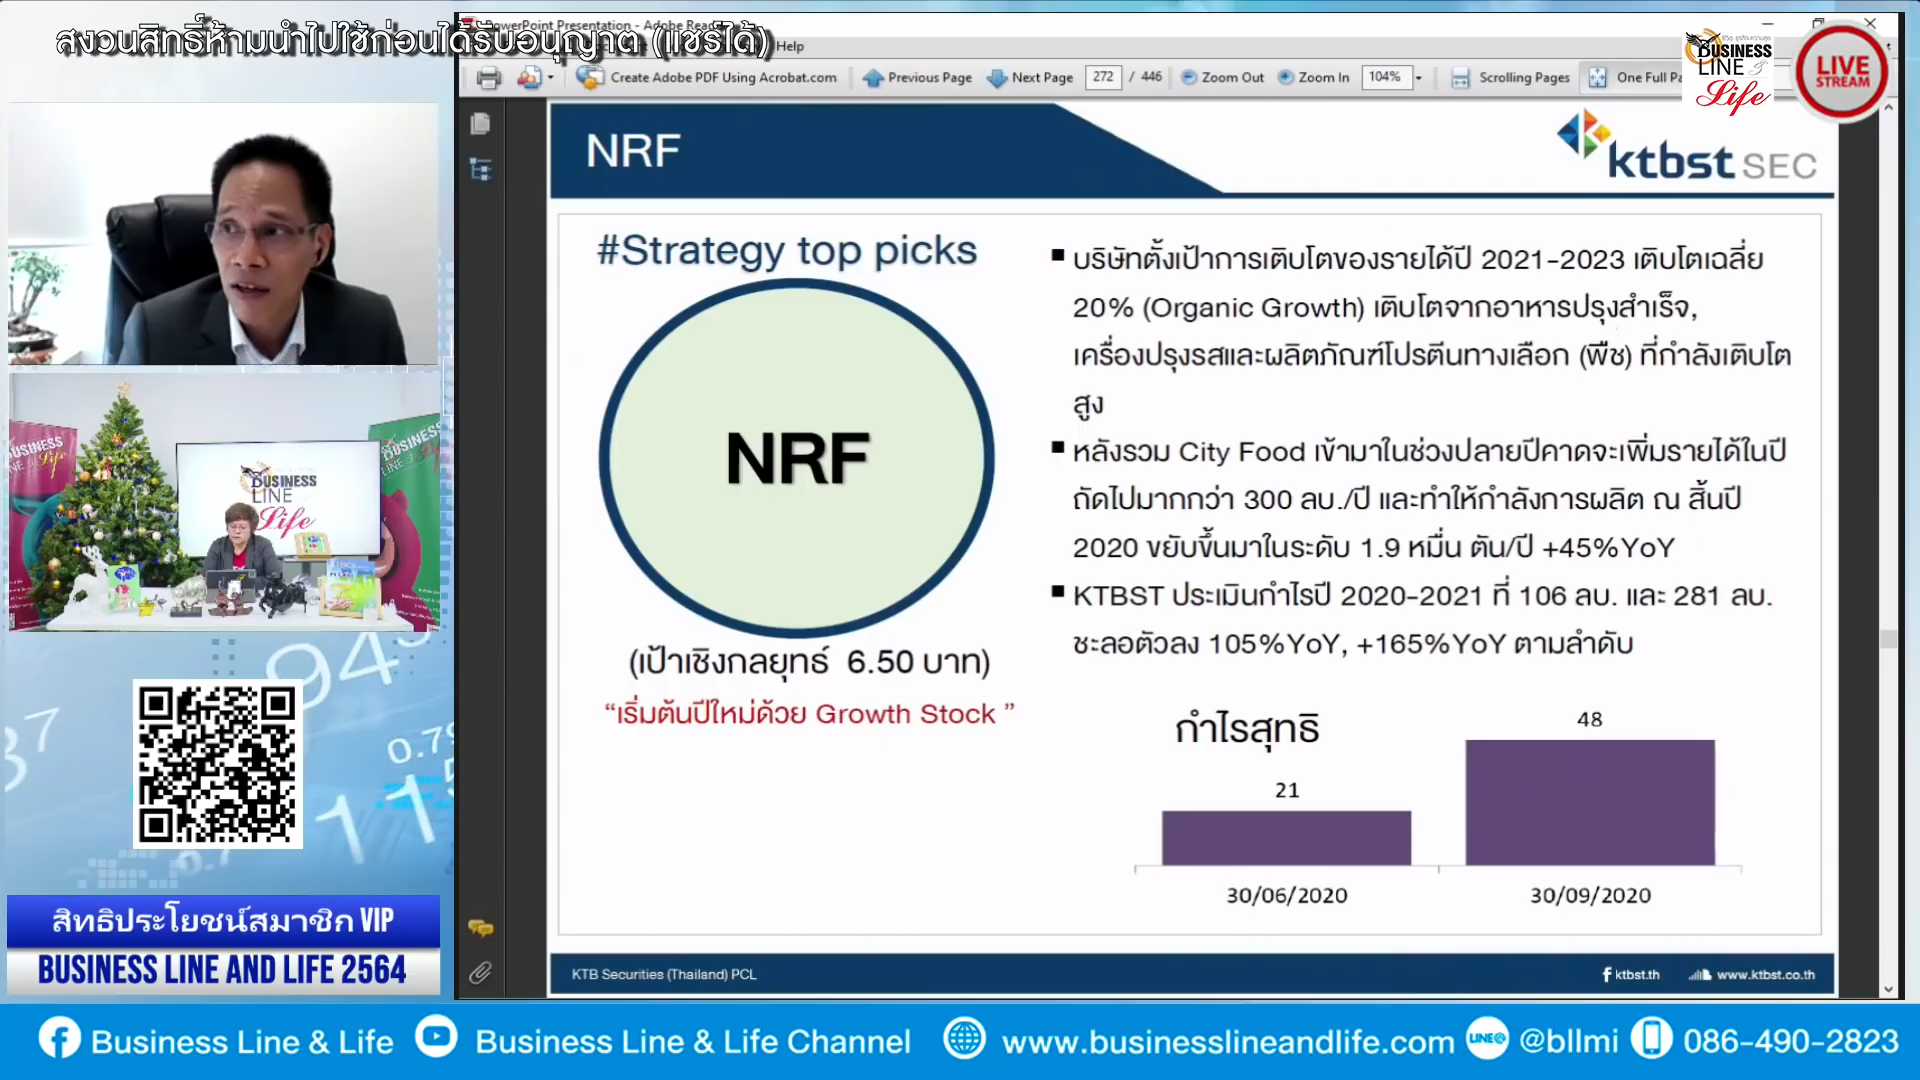 สงวนสิทธิ์ห้ามนำไปใช้ก่อนได้รับอนุญาต (แชร์ได้)
PowerPoint Presentation - Adobe Read
Help
Create Adobe PDF Using Acrobat.com
Previous Page
Next Page
272 / 446
Zoom Out
Zoom In
104%
Scrolling Pages
One Full Pa
BUSINESS
LINE &
Life
LIVE
STREAM
NRF
ktbst SEC
#Strategy top picks
NRF
(เป้าเชิงกลยุทธ์ 6.50 บาท)
“เริ่มต้นปีใหม่ด้วย Growth Stock ”
▪ บริษัทตั้งเป้าการเติบโตของรายได้ปี 2021-2023 เติบโตเฉลี่ย
20% (Organic Growth) เติบโตจากอาหารปรุงสำเร็จ,
เครื่องปรุงรสและผลิตภัณฑ์โปรตีนทางเลือก (พืช) ที่กำลังเติบโต
สูง
▪ หลังรวม City Food เข้ามาในช่วงปลายปีคาดจะเพิ่มรายได้ในปี
ถัดไปมากกว่า 300 ลบ./ปี และทำให้กำลังการผลิต ณ สิ้นปี
2020 ขยับขึ้นมาในระดับ 1.9 หมื่น ตัน/ปี +45%YoY
▪ KTBST ประเมินกำไรปี 2020-2021 ที่ 106 ลบ. และ 281 ลบ.
ชะลอตัวลง 105%YoY, +165%YoY ตามลำดับ
กำไรสุทธิ
21
48
30/06/2020
30/09/2020
KTB Securities (Thailand) PCL
ktbst.th
www.ktbst.co.th
BUSINESS
LINE
Life
สิทธิประโยชน์สมาชิก VIP
BUSINESS LINE AND LIFE 2564
Business Line & Life
Business Line & Life Channel
www.businesslineandlife.com
LINE@
@bllmi
086-490-2823